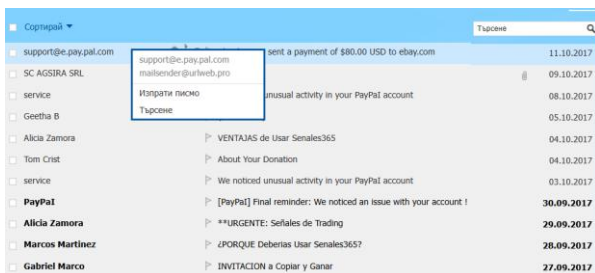 Сортирай
Търсене
support@e.pay.pal.com sent a payment of $80.00 USD to ebay.com 11.10.2017
support@e.pay.pal.com
mailsender@urlweb.pro
Изпрати писмо
Търсене
SC AGSIRA SRL 09.10.2017
service unusual activity in your PayPaI account 08.10.2017
Geetha B 05.10.2017
Alicia Zamora VENTAJAS de Usar Senales365 04.10.2017
Tom Crist About Your Donation 04.10.2017
service We noticed unusual activity in your PayPaI account 03.10.2017
PayPaI [PayPaI] Final reminder: We noticed an issue with your account ! 30.09.2017
Alicia Zamora **URGENTE: Señales de Trading 29.09.2017
Marcos Martinez ¿PORQUE Deberias Usar Senales365? 28.09.2017
Gabriel Marco INVITACION a Copiar y Ganar 27.09.2017